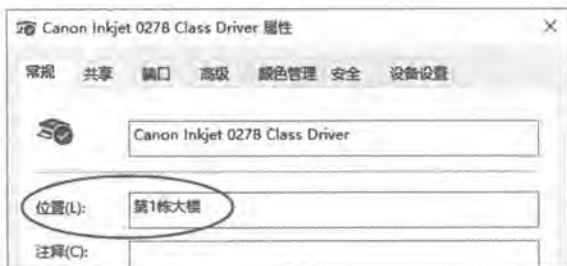 Canon Inkjet 0278 Class Driver 属性
常规 共享 端口 高级 颜色管理 安全 设备设置
Canon Inkjet 0278 Class Driver
位置(L): 第1栋大楼
注释(C):